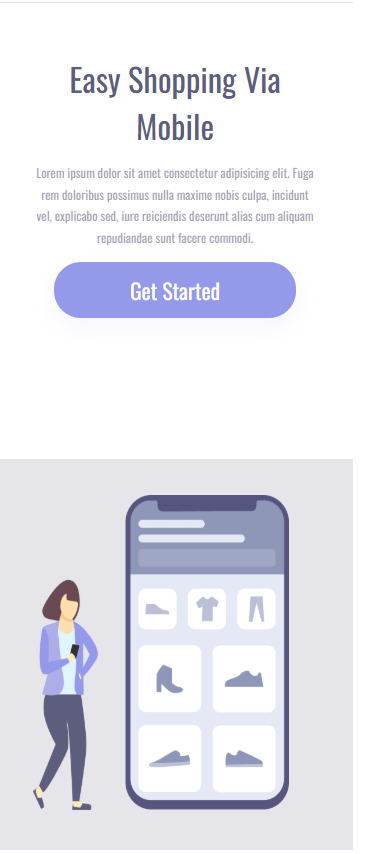 Easy Shopping Via
Mobile
Lorem ipsum dolor sit amet consectetur adipisicing elit. Fuga
rem doloribus possimus nulla maxime nobis culpa, incidunt
vel, explicabo sed, iure reiciendis deserunt alias cum aliquam
repudiandae sunt facere commodi.
Get Started